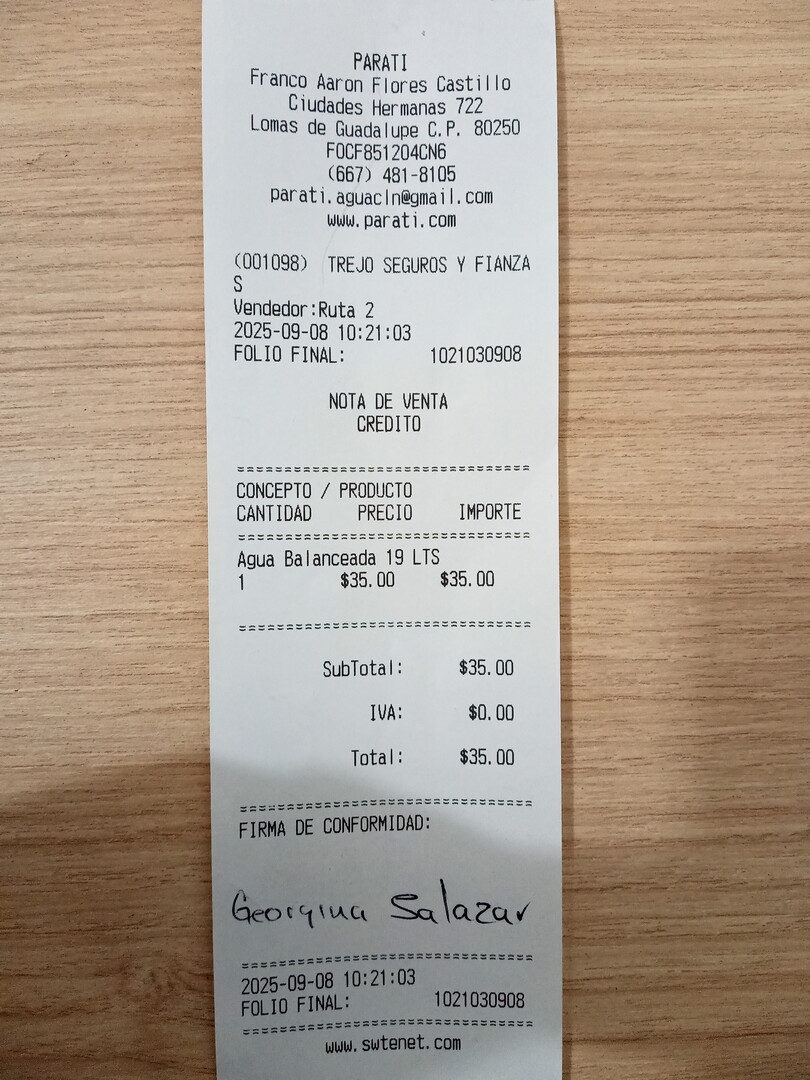 PARATI
Franco Aaron Flores Castillo
Ciudades Hermanas 722
Lomas de Guadalupe C.P. 80250
FOCF851204CN6
(667) 481-8105
parati.aguacln@gmail.com
www.parati.com
(001098) TREJO SEGUROS Y FIANZA
S
Vendedor:Ruta 2
2025-09-08 10:21:03
FOLIO FINAL: 1021030908
NOTA DE VENTA
CREDITO
CONCEPTO / PRODUCTO
CANTIDAD PRECIO IMPORTE
Agua Balanceada 19 LTS
1 $35.00 $35.00
SubTotal: $35.00
IVA: $0.00
Total: $35.00
FIRMA DE CONFORMIDAD:
Georgina Salazar
2025-09-08 10:21:03
FOLIO FINAL: 1021030908
www.swtenet.com